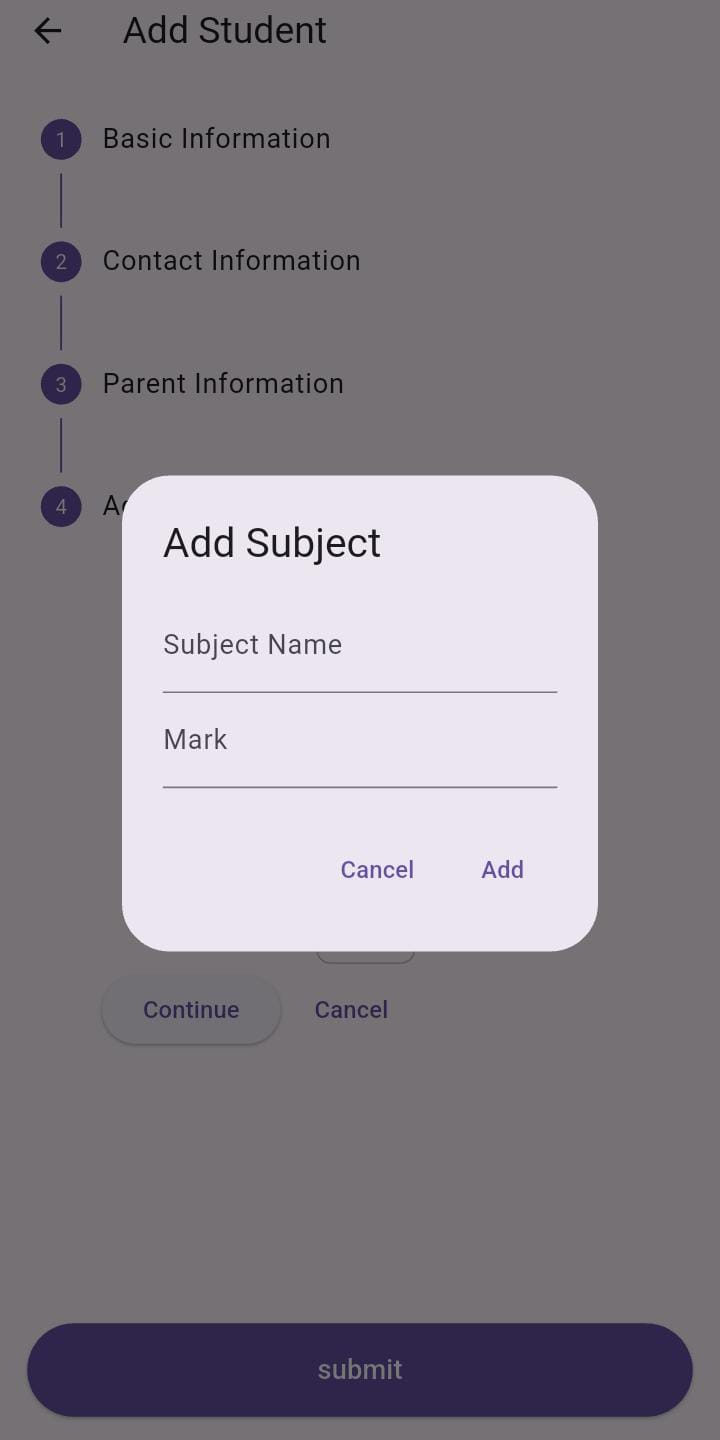 Add Student
1 Basic Information
2 Contact Information
3 Parent Information
4
Add Subject
Subject Name
Mark
Cancel Add
Continue Cancel
submit